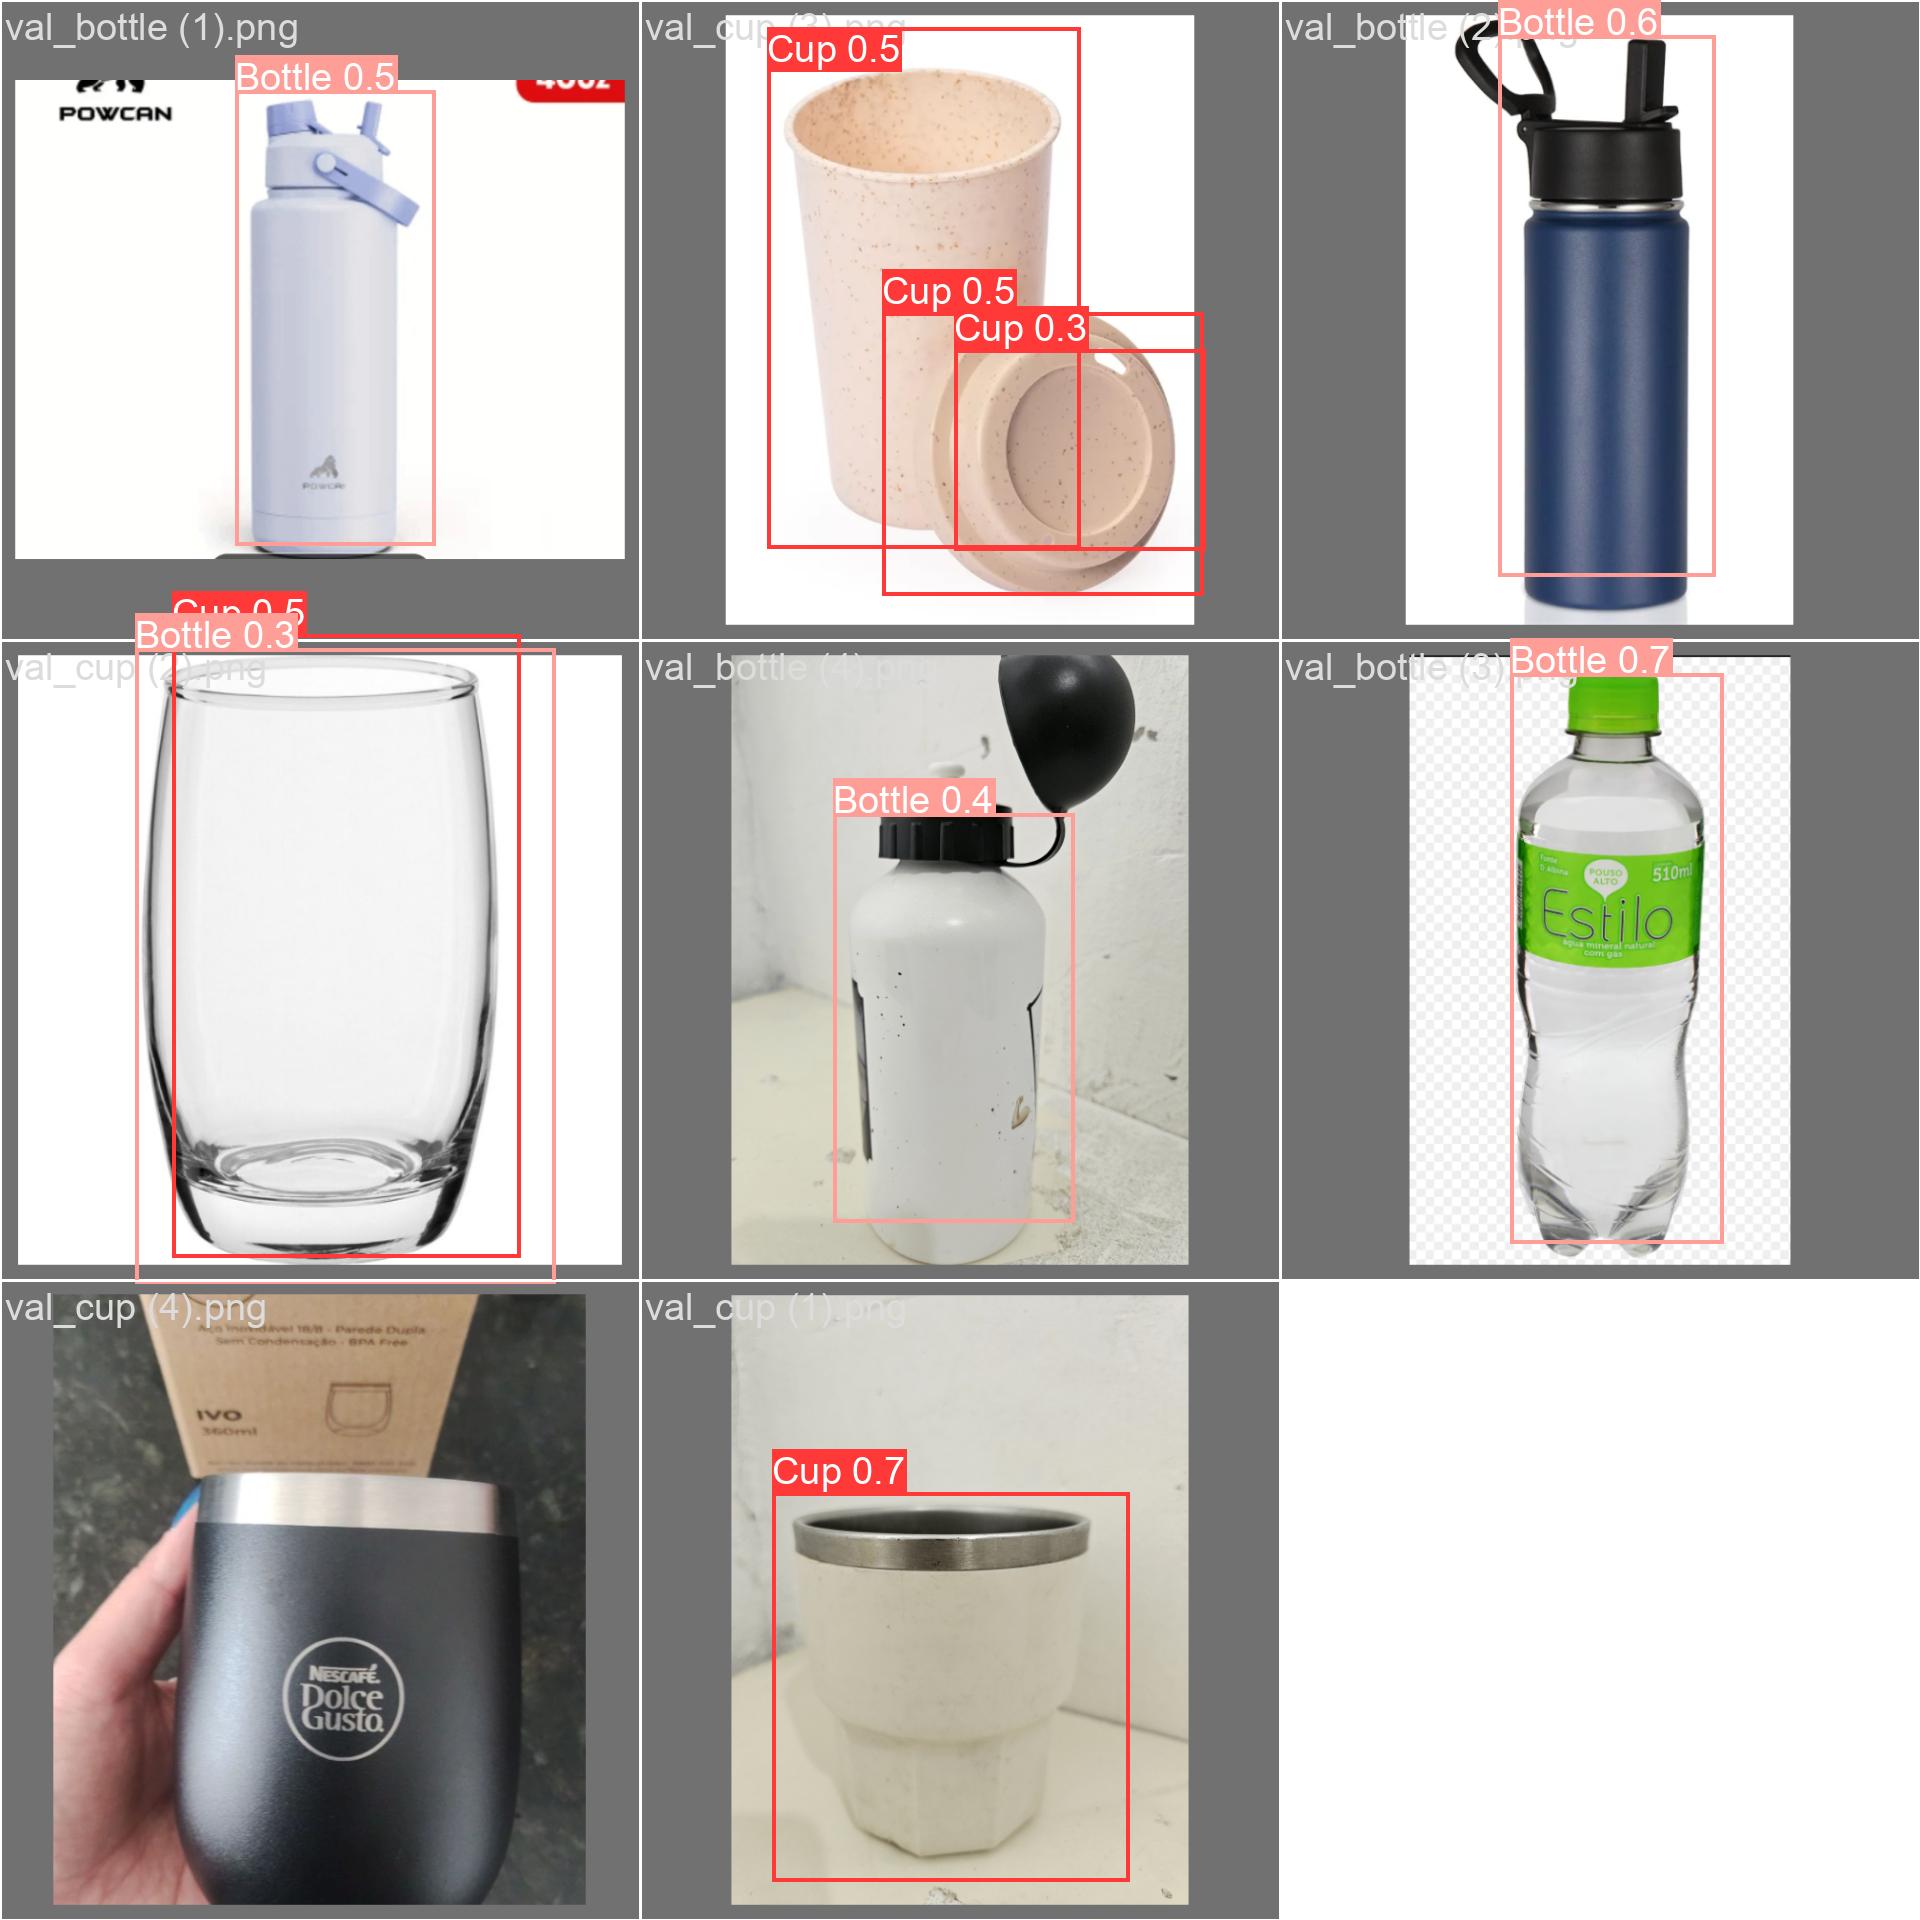 val_bottle (1).png
Bottle 0.5
POWCAN
POWCAN
val_cup (3).png
Cup 0.5
Cup 0.5
Cup 0.3
val_bottle (2).png
Bottle 0.6
Cup 0.5
Bottle 0.3
val_cup (2).png
val_bottle (4).png
Bottle 0.4
val_bottle (3).png
Bottle 0.7
Fonte
D'Albina
POUSO
ALTO
510ml
Estilo
água mineral natural
com gás
val_cup (4).png
Aço Inoxidável 18/8 - Parede Dupla
Sem Condensação - BPA Free
IVO
360ml
NESCAFÉ.
Dolce
Gusto
val_cup (1).png
Cup 0.7